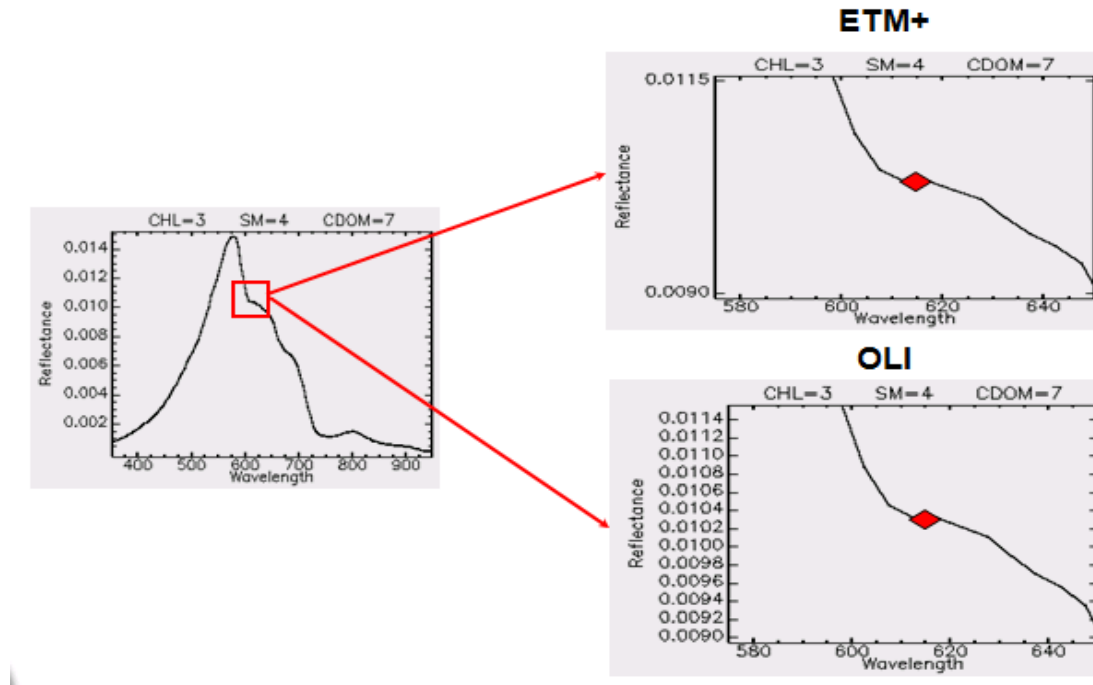 ETM+
CHL=3 SM=4 CDOM=7
0.0115
0.0090
Reflectance
580 600 620 640
Wavelength
CHL=3 SM=4 CDOM=7
0.014
0.012
0.010
0.008
0.006
0.004
0.002
Reflectance
400 500 600 700 800 900
Wavelength
OLI
CHL=3 SM=4 CDOM=7
0.0114
0.0112
0.0110
0.0108
0.0106
0.0104
0.0102
0.0100
0.0098
0.0096
0.0094
0.0092
0.0090
Reflectance
580 600 620 640
Wavelength